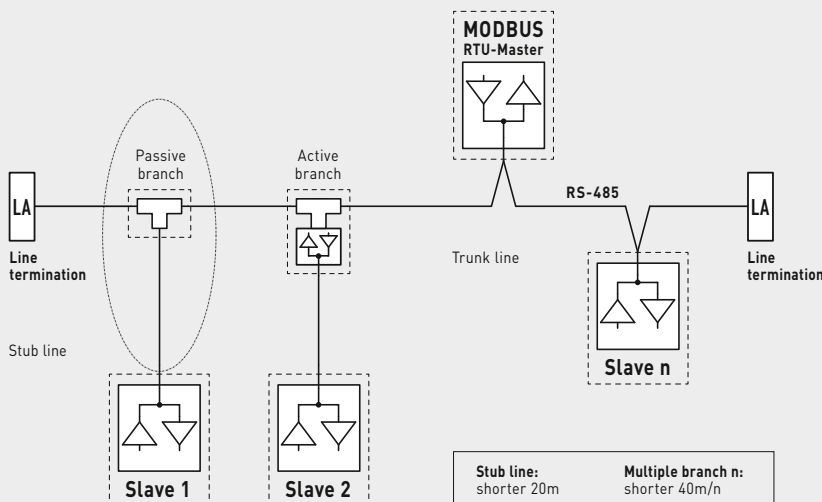 MODBUS
RTU-Master
Passive
branch
Active
branch
LA
RS-485
LA
Line
termination
Trunk line
Line
termination
Stub line
Slave n
Slave 1
Slave 2
Stub line:
shorter 20m
Multiple branch n:
shorter 40m/n